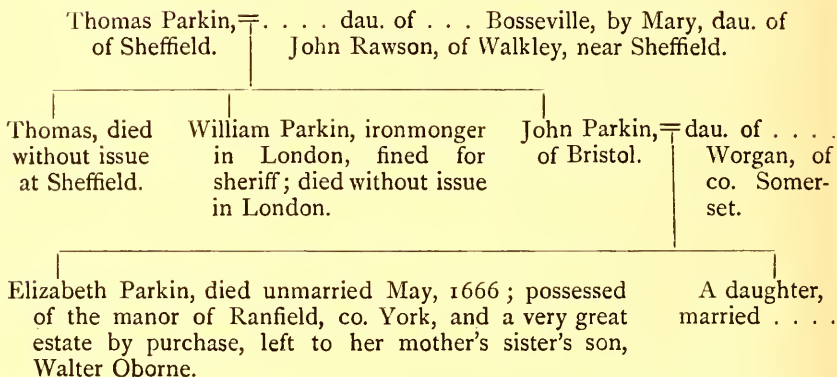 Thomas Parkin,=. . . . dau. of . . . Bosseville, by Mary, dau. of
of Sheffield. John Rawson, of Walkley, near Sheffield.
Thomas, died
without issue
at Sheffield.
William Parkin, ironmonger
in London, fined for
sheriff; died without issue
in London.
John Parkin,=dau. of . . . .
of Bristol. Worgan, of
co. Somer-
set.
Elizabeth Parkin, died unmarried May, 1666; possessed
of the manor of Ranfield, co. York, and a very great
estate by purchase, left to her mother's sister's son,
Walter Oborne.
A daughter,
married . . . .